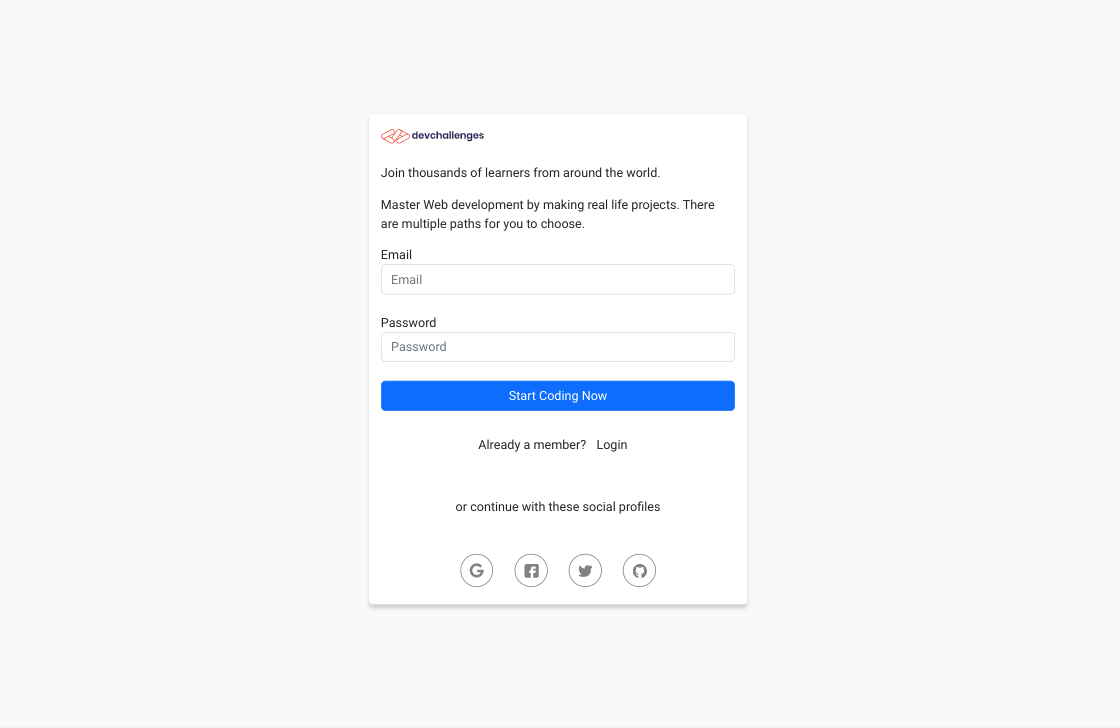 devchallenges
Join thousands of learners from around the world.
Master Web development by making real life projects. There
are multiple paths for you to choose.
Email
Email
Password
Password
Start Coding Now
Already a member? Login
or continue with these social profiles